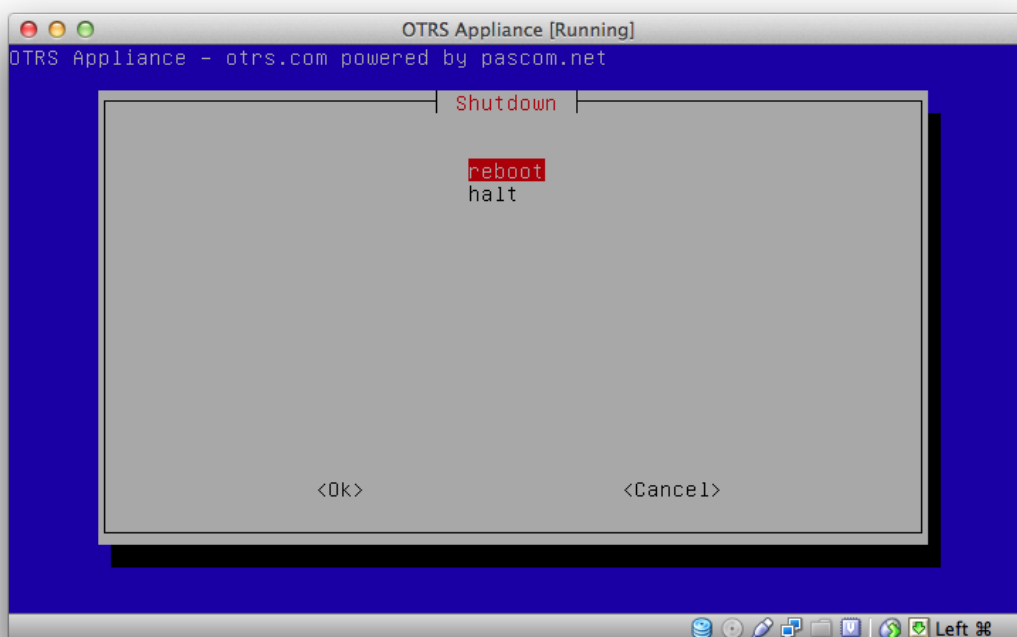 OTRS Appliance [Running]
OTRS Appliance - otrs.com powered by pascom.net
Shutdown
reboot
halt
<Ok> <Cancel>
Left ⌘